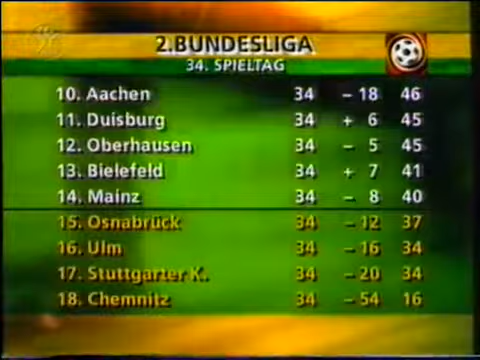 2.BUNDESLIGA
34. SPIELTAG
10. Aachen 34 – 18 46
11. Duisburg 34 + 6 45
12. Oberhausen 34 – 5 45
13. Bielefeld 34 + 7 41
14. Mainz 34 – 8 40
15. Osnabrück 34 – 12 37
16. Ulm 34 – 16 34
17. Stuttgarter K. 34 – 20 34
18. Chemnitz 34 – 54 16